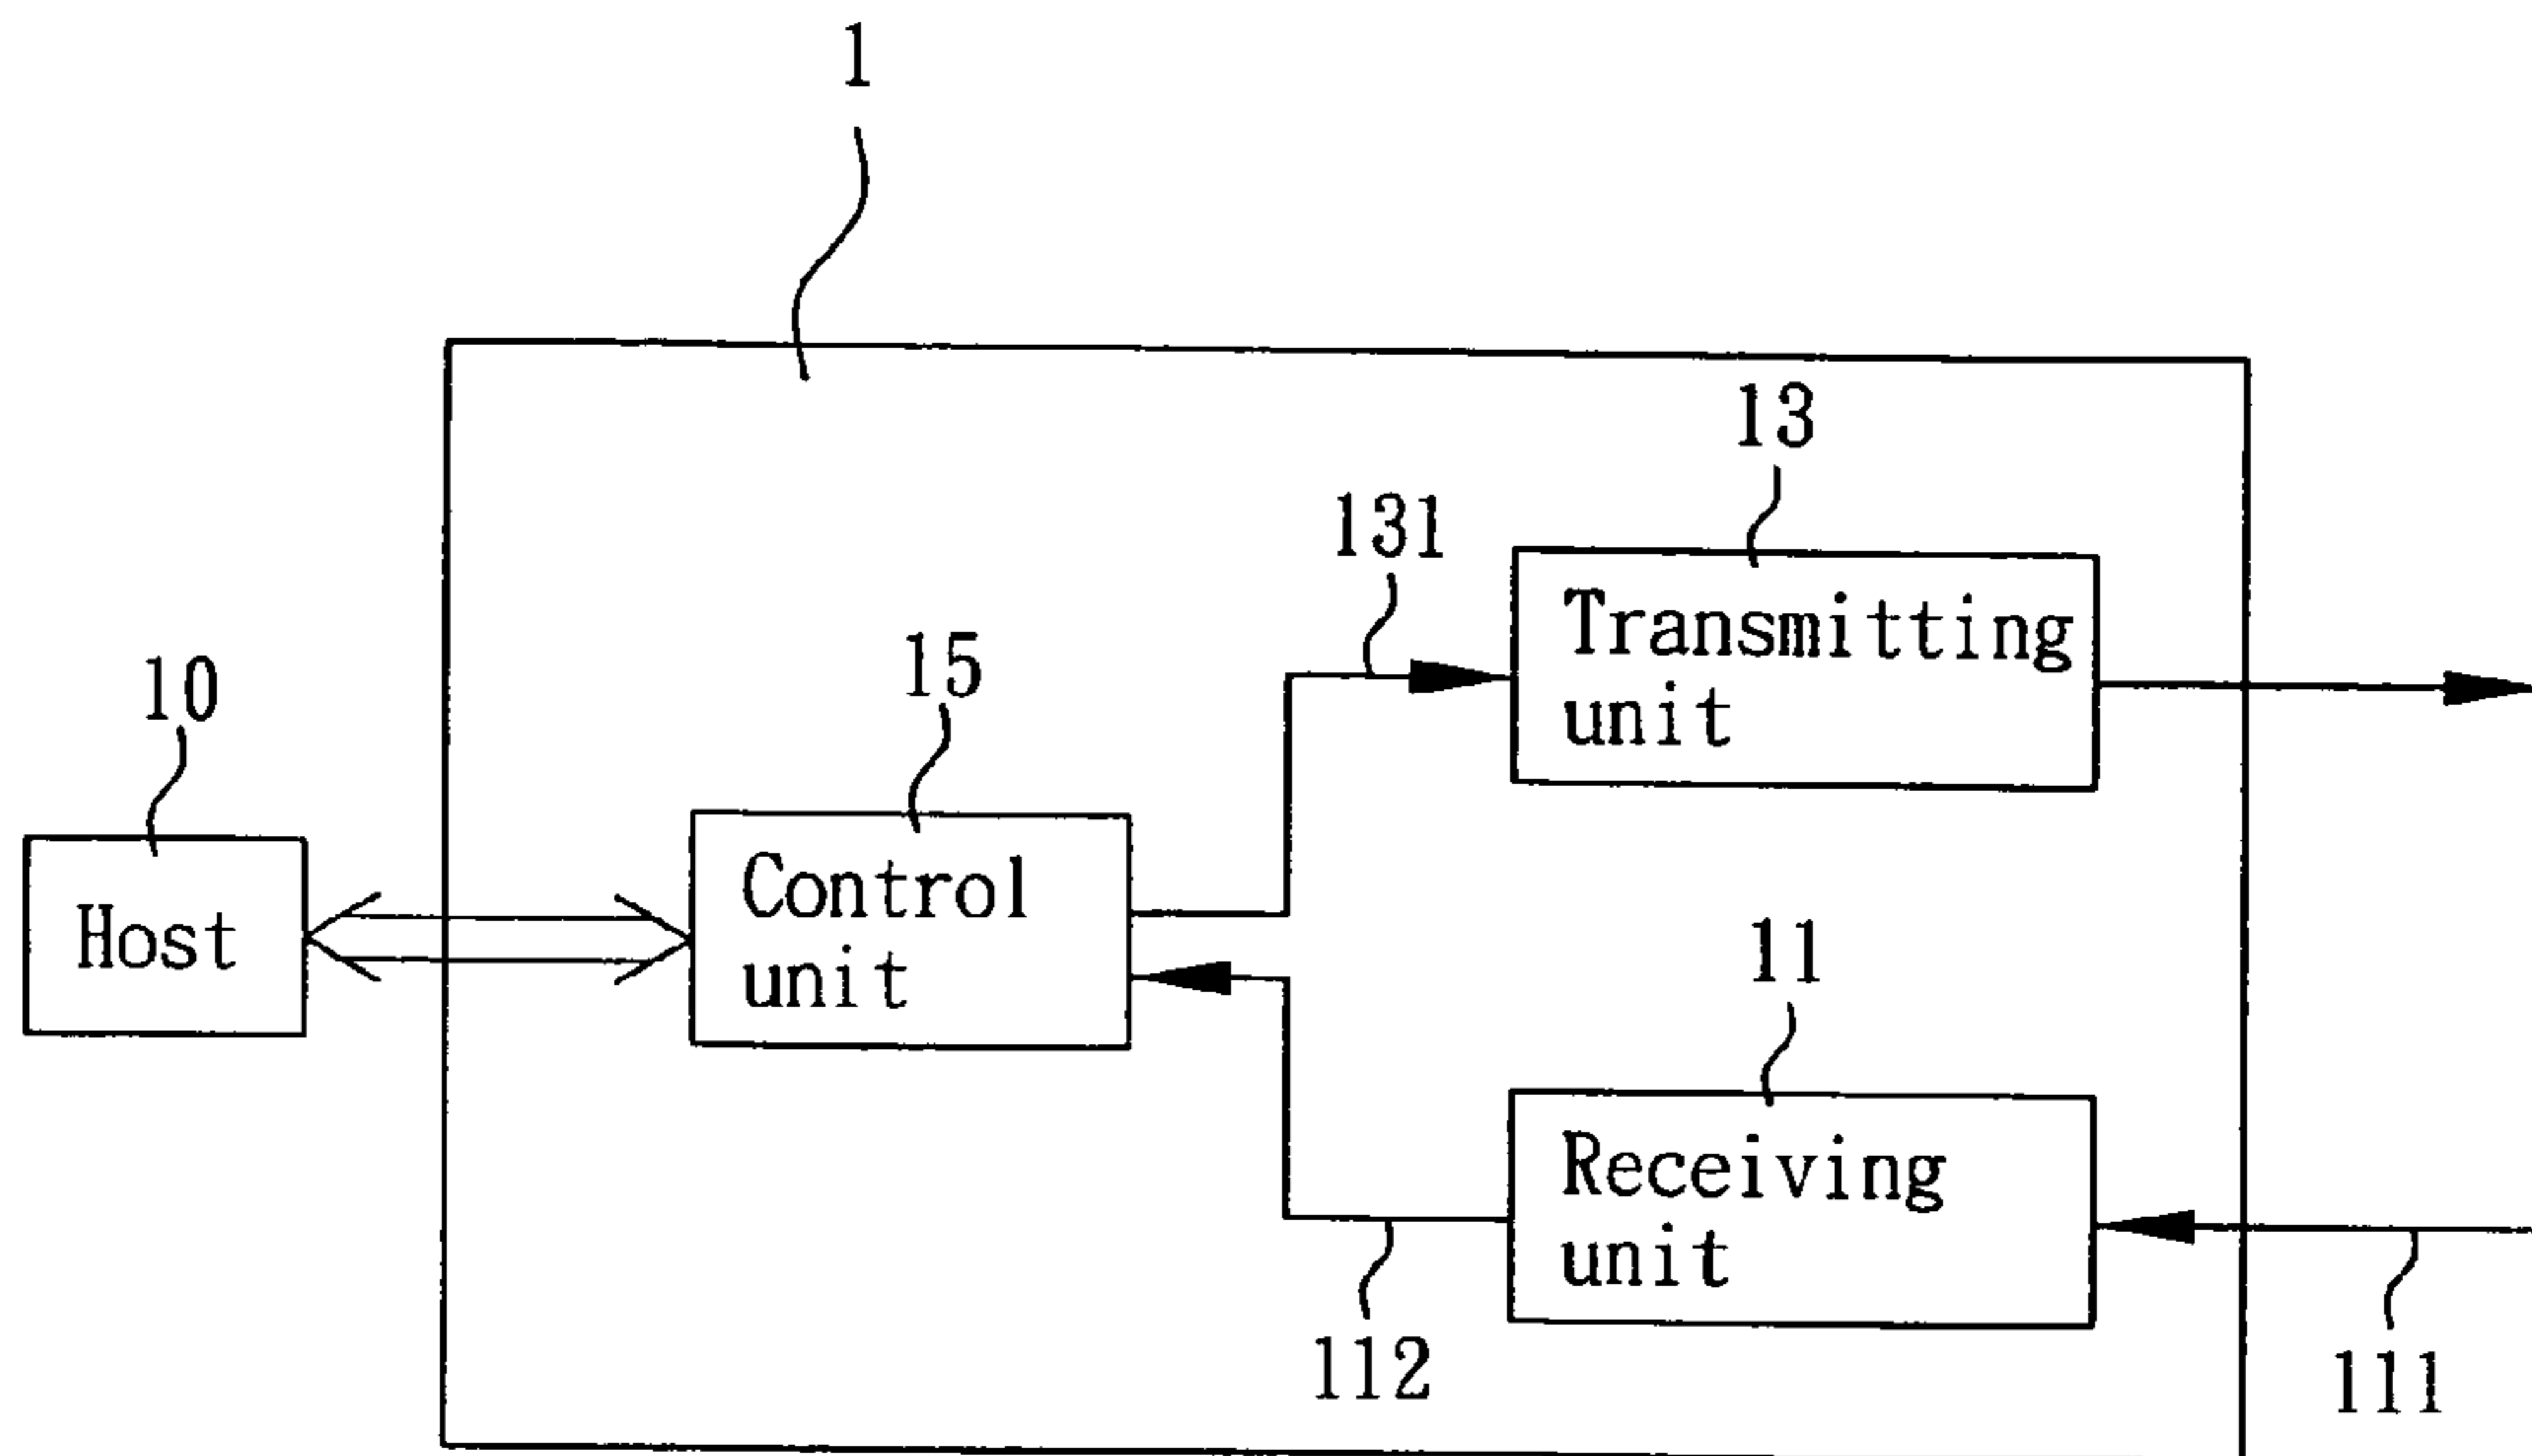 1
13
131
Transmitting
unit
15
10
Control
unit
Host
11
Receiving
unit
112
111